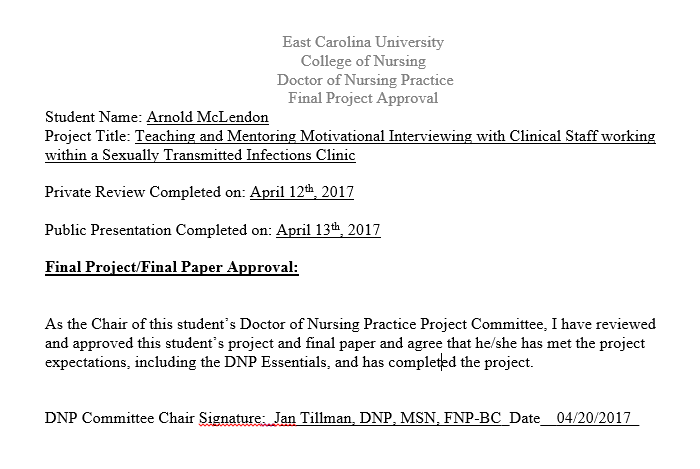 East Carolina University
College of Nursing
Doctor of Nursing Practice
Final Project Approval
Student Name: Arnold McLendon
Project Title: Teaching and Mentoring Motivational Interviewing with Clinical Staff working
within a Sexually Transmitted Infections Clinic
Private Review Completed on: April 12th, 2017
Public Presentation Completed on: April 13th, 2017
Final Project/Final Paper Approval:
As the Chair of this student’s Doctor of Nursing Practice Project Committee, I have reviewed
and approved this student’s project and final paper and agree that he/she has met the project
expectations, including the DNP Essentials, and has completed the project.
DNP Committee Chair Signature: Jan Tillman, DNP, MSN, FNP-BC Date 04/20/2017